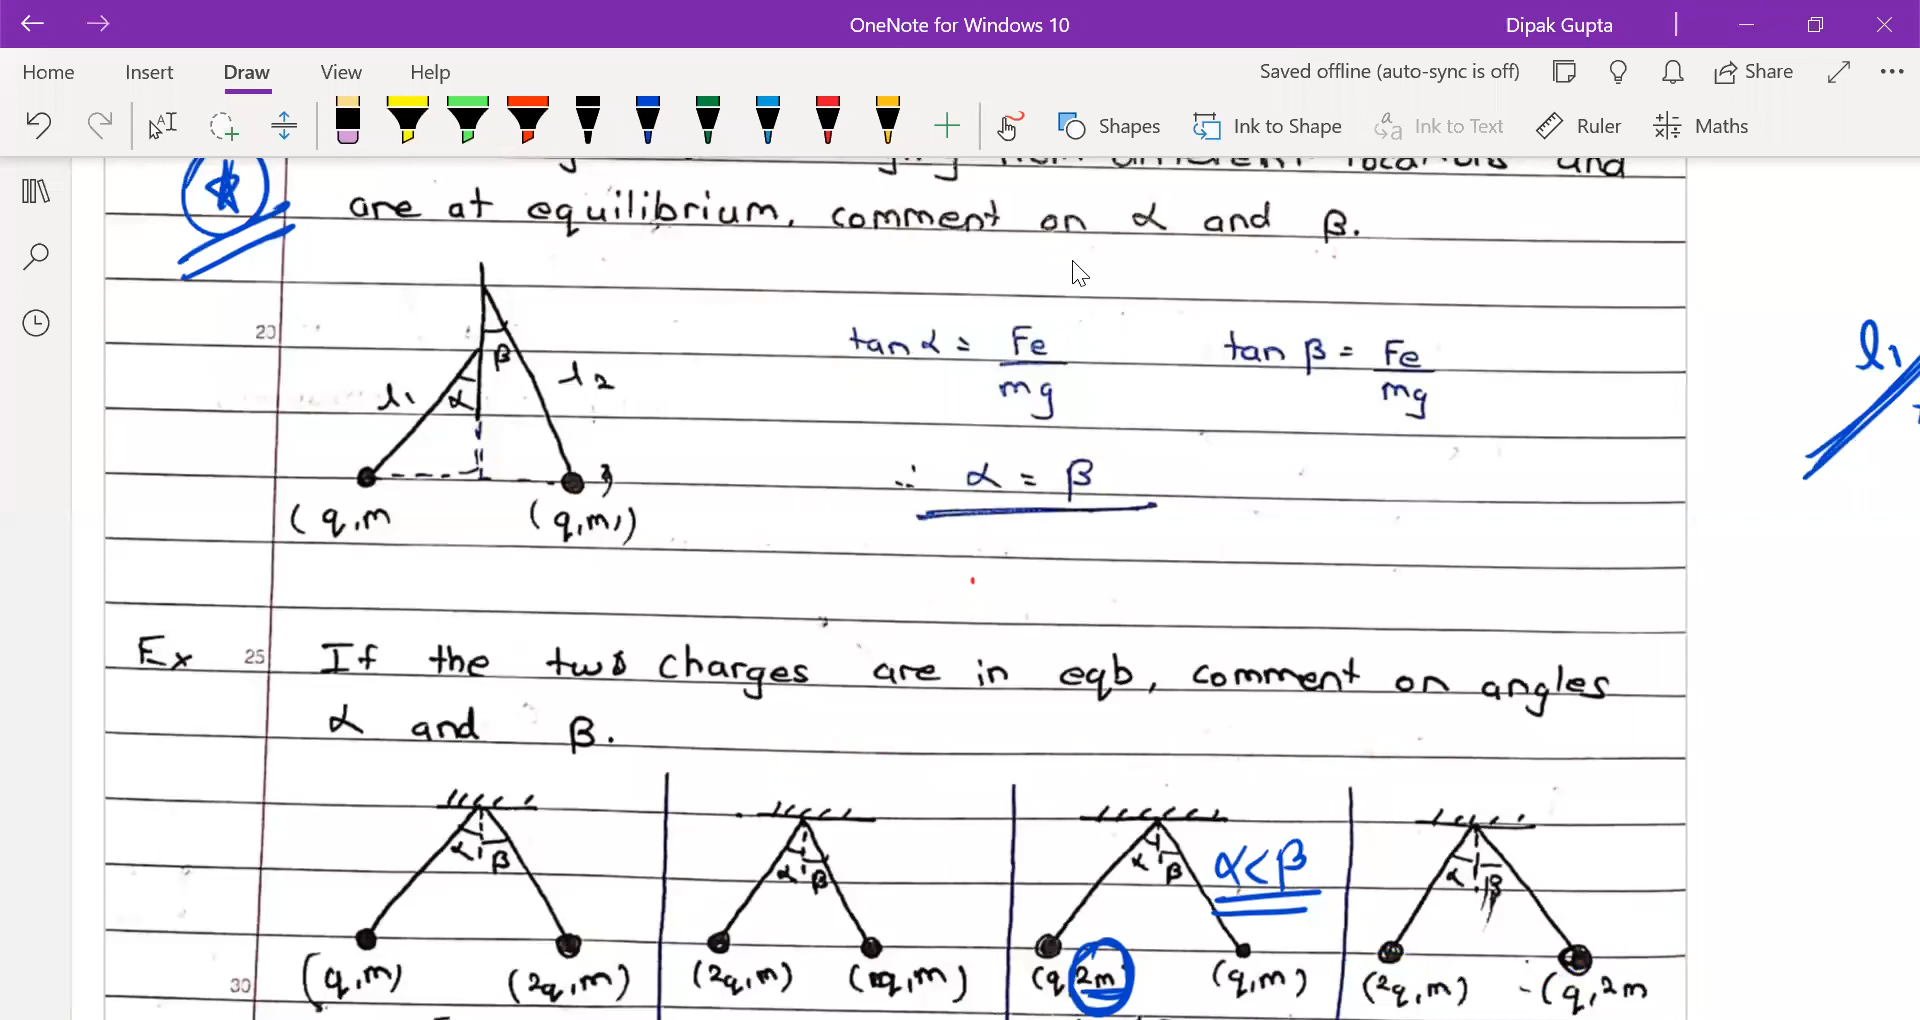 OneNote for Windows 10
Dipak Gupta
Home Insert Draw View Help
Saved offline (auto-sync is off)
Share
Shapes
Ink to Shape
Ink to Text
Ruler
Maths
and
are at equilibrium, comment on α and β.
20
β
l₁ α l₂
tan α = Fe/mg
tan β = Fe/mg
l₁
∴ α = β
(q,m
(q,m,)
Ex 25 If the two charges are in eqb, comment on angles
α and β.
α β
α β
α β
α<β
α β
(q,m)
(2q,m)
(2q,m)
(q,m)
(q 2m
(q,m)
(2q,m)
(q,2m
30